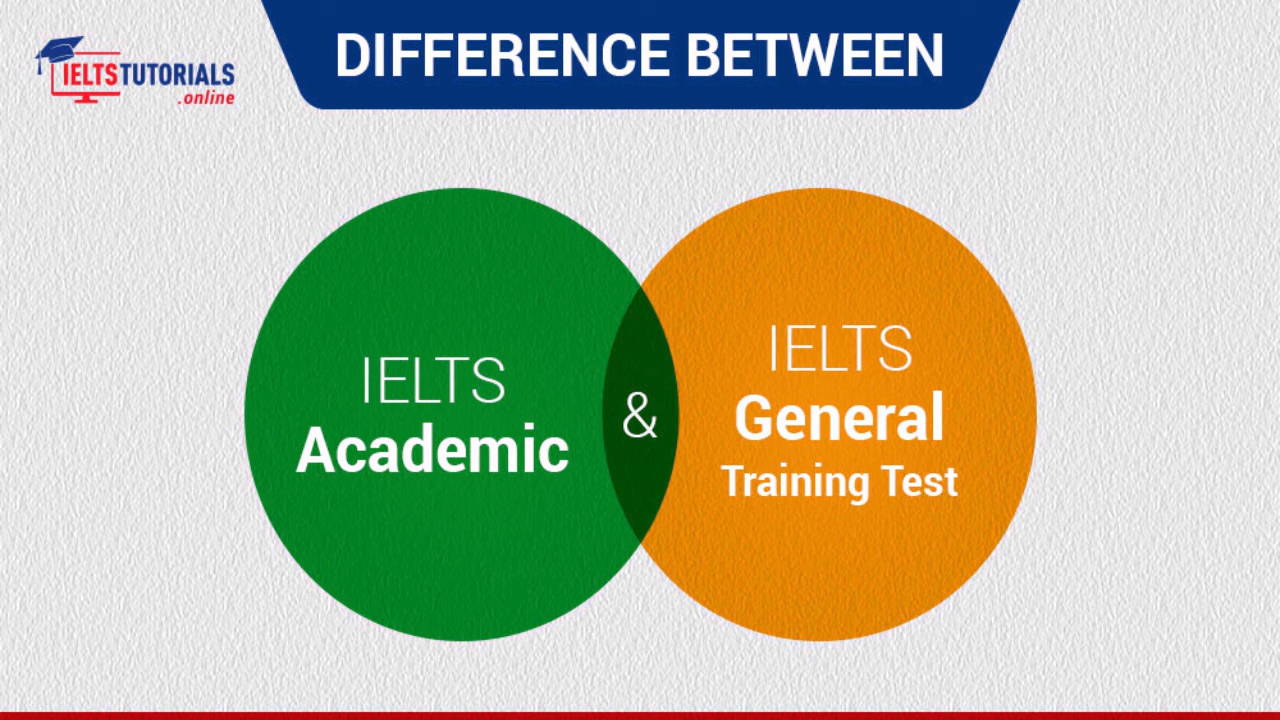 DIFFERENCE BETWEEN
IELTSTUTORIALS
.online
IELTS
Academic
&
IELTS
General
Training Test